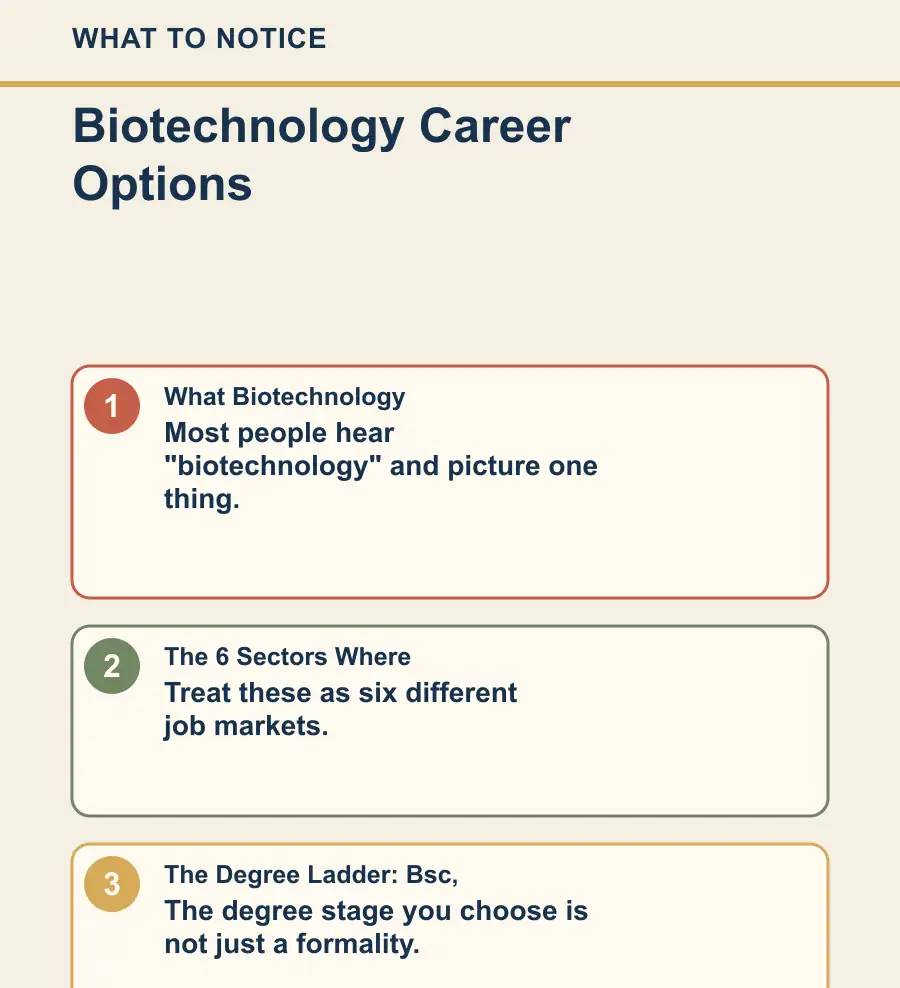 WHAT TO NOTICE
Biotechnology Career
Options
1
What Biotechnology
Most people hear
"biotechnology" and picture one
thing.
2
The 6 Sectors Where
Treat these as six different
job markets.
3
The Degree Ladder: Bsc,
The degree stage you choose is
not just a formality.